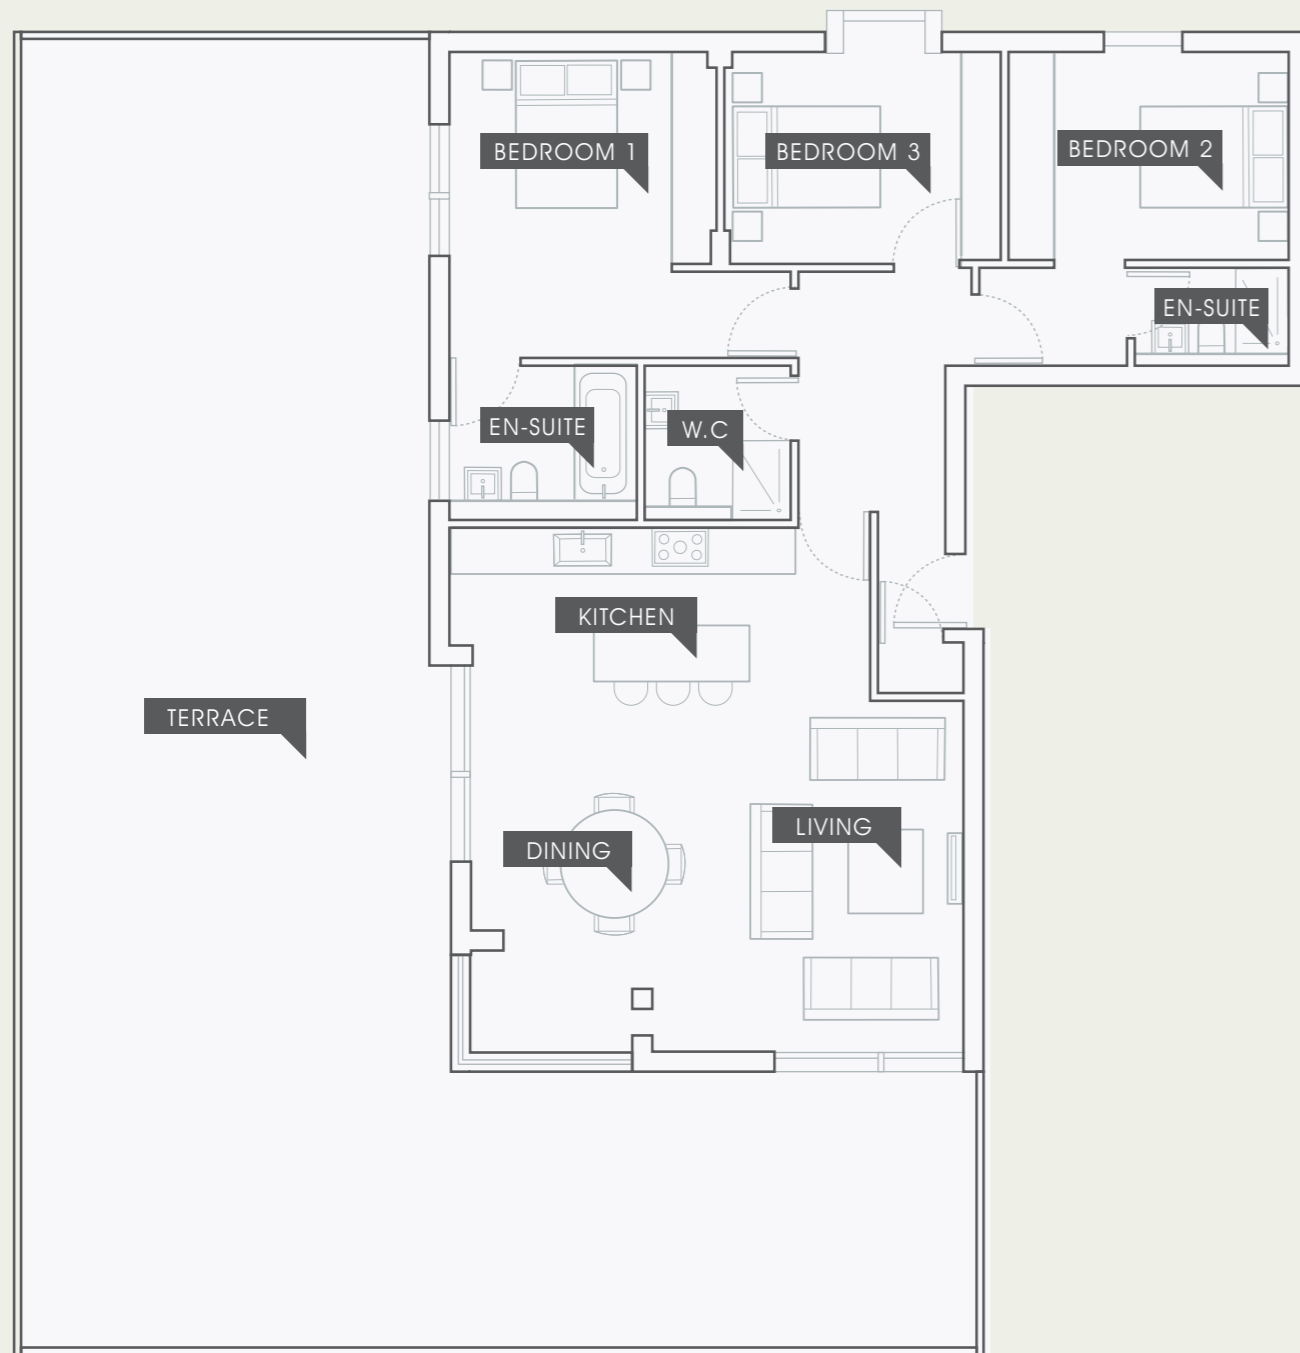 BEDROOM 1
BEDROOM 3
BEDROOM 2
EN-SUITE
EN-SUITE
W.C
KITCHEN
TERRACE
LIVING
DINING